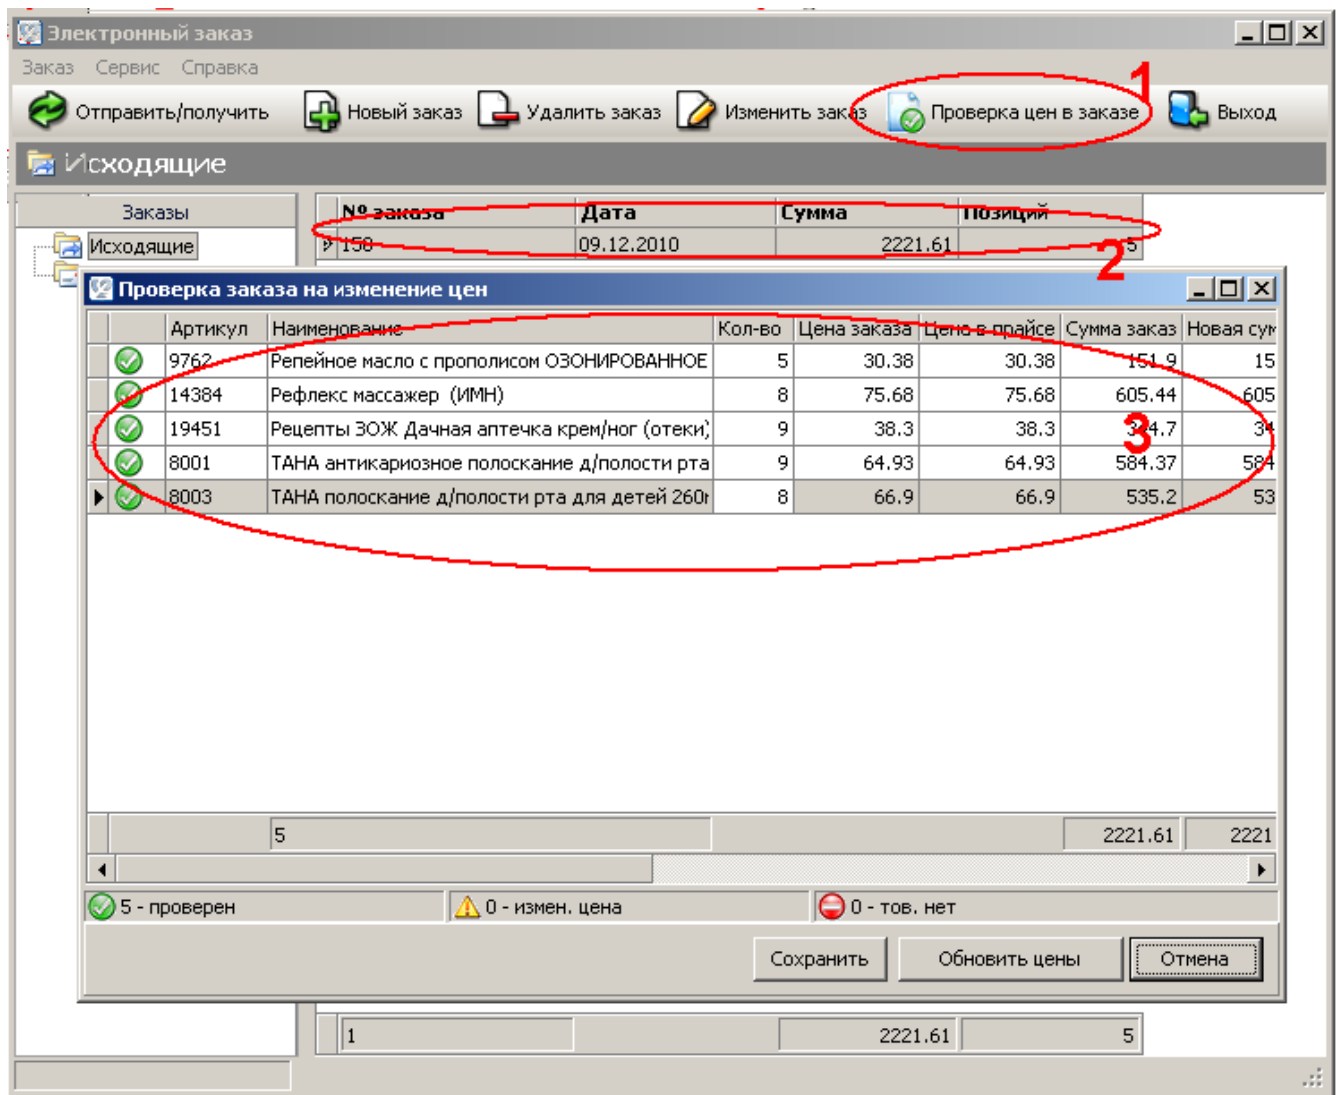 Электронный заказ
Заказ Сервис Справка
1
Отправить/получить Новый заказ Удалить заказ Изменить заказ Проверка цен в заказе Выход
Исходящие
Заказы № заказа Дата Сумма Позиций
Исходящие 158 09.12.2010 2221.61 5
2
Проверка заказа на изменение цен
Артикул Наименование Кол-во Цена заказа Цена в прайсе Сумма заказ Новая сум
9762 Репейное масло с прополисом ОЗОНИРОВАННОЕ 5 30.38 30.38 151.9 15
14384 Рефлекс массажер (ИМН) 8 75.68 75.68 605.44 605
19451 Рецепты ЗОЖ Дачная аптечка крем/ног (отеки) 9 38.3 38.3 344.7 34
3
8001 ТАНА антикариозное полоскание д/полости рта 9 64.93 64.93 584.37 584
8003 ТАНА полоскание д/полости рта для детей 260г 8 66.9 66.9 535.2 53
5 2221.61 2221
5 - проверен 0 - измен. цена 0 - тов. нет
Сохранить Обновить цены Отмена
1 2221.61 5